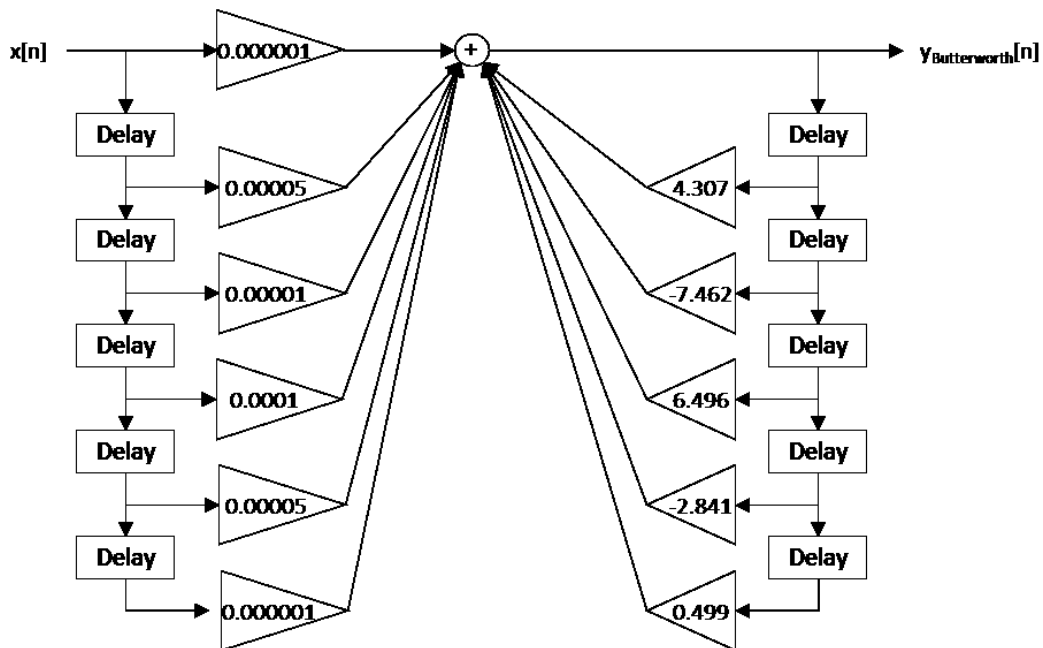 x[n] 0.000001 + y_Butterworth[n]
Delay Delay
0.00005 4.307
Delay Delay
0.00001 -7.462
Delay Delay
0.0001 6.496
Delay Delay
0.00005 -2.841
Delay Delay
0.000001 0.499